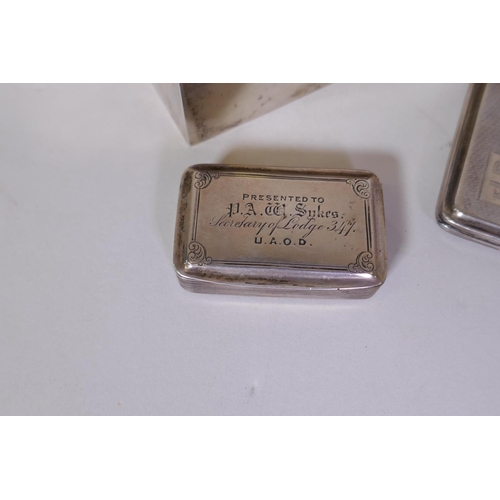 PRESENTED TO
P. A. W. Sykes.
Secretary of Lodge 347.
U.A.O.D.